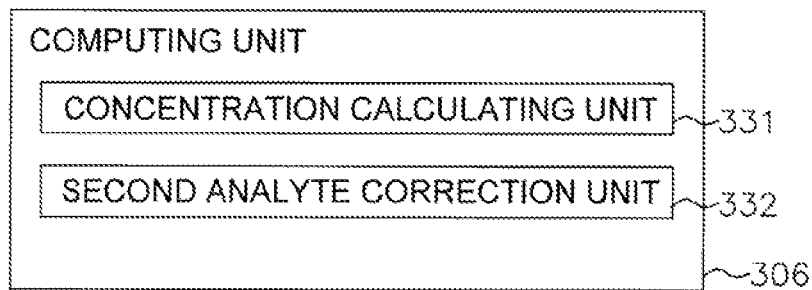 COMPUTING UNIT
CONCENTRATION CALCULATING UNIT 331
SECOND ANALYTE CORRECTION UNIT 332
306